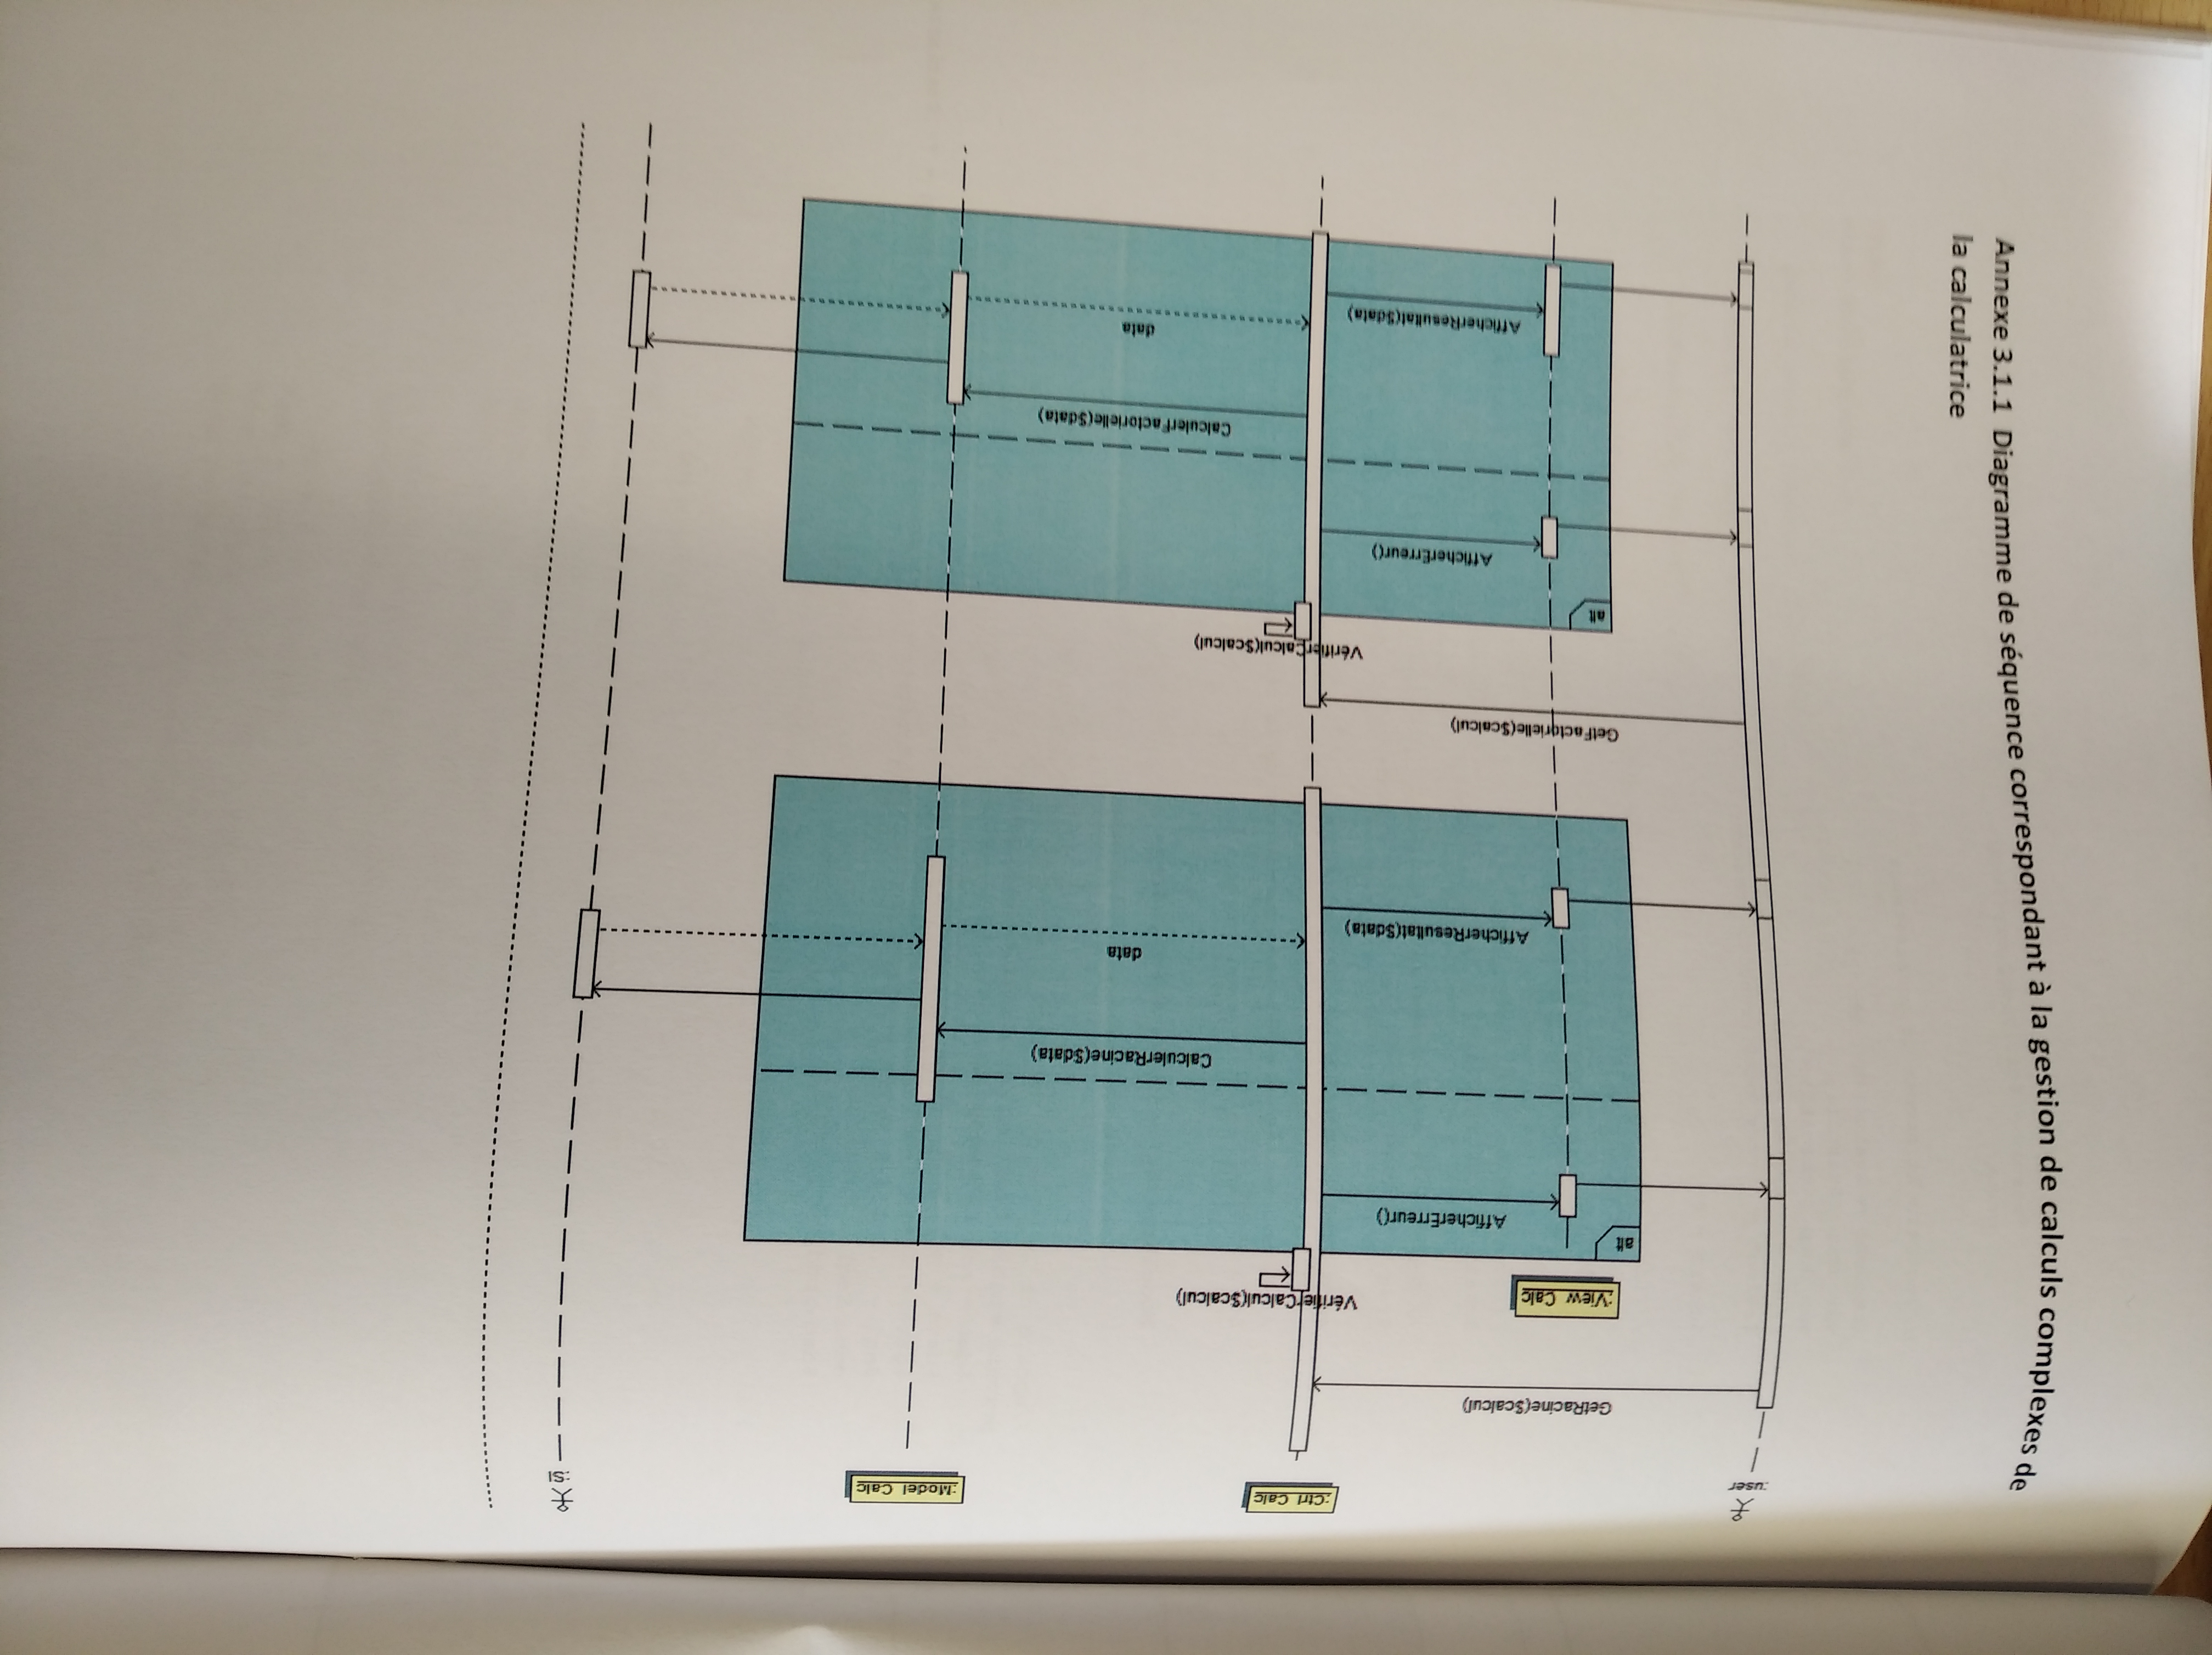 Annexe 3.1.1 Diagramme de séquence correspondant à la gestion de calculs complexes de
la calculatrice
:user
:Ctrl Calc
:Model Calc
:SI
GetRacine($calcul)
:View Calc
VérifierCalcul($calcul)
alt
AfficherErreur()
CalculerRacine($data)
data
AfficherResultat($data)
GetFactorielle($calcul)
VérifierCalcul($calcul)
alt
AfficherErreur()
CalculerFactorielle($data)
data
AfficherResultat($data)